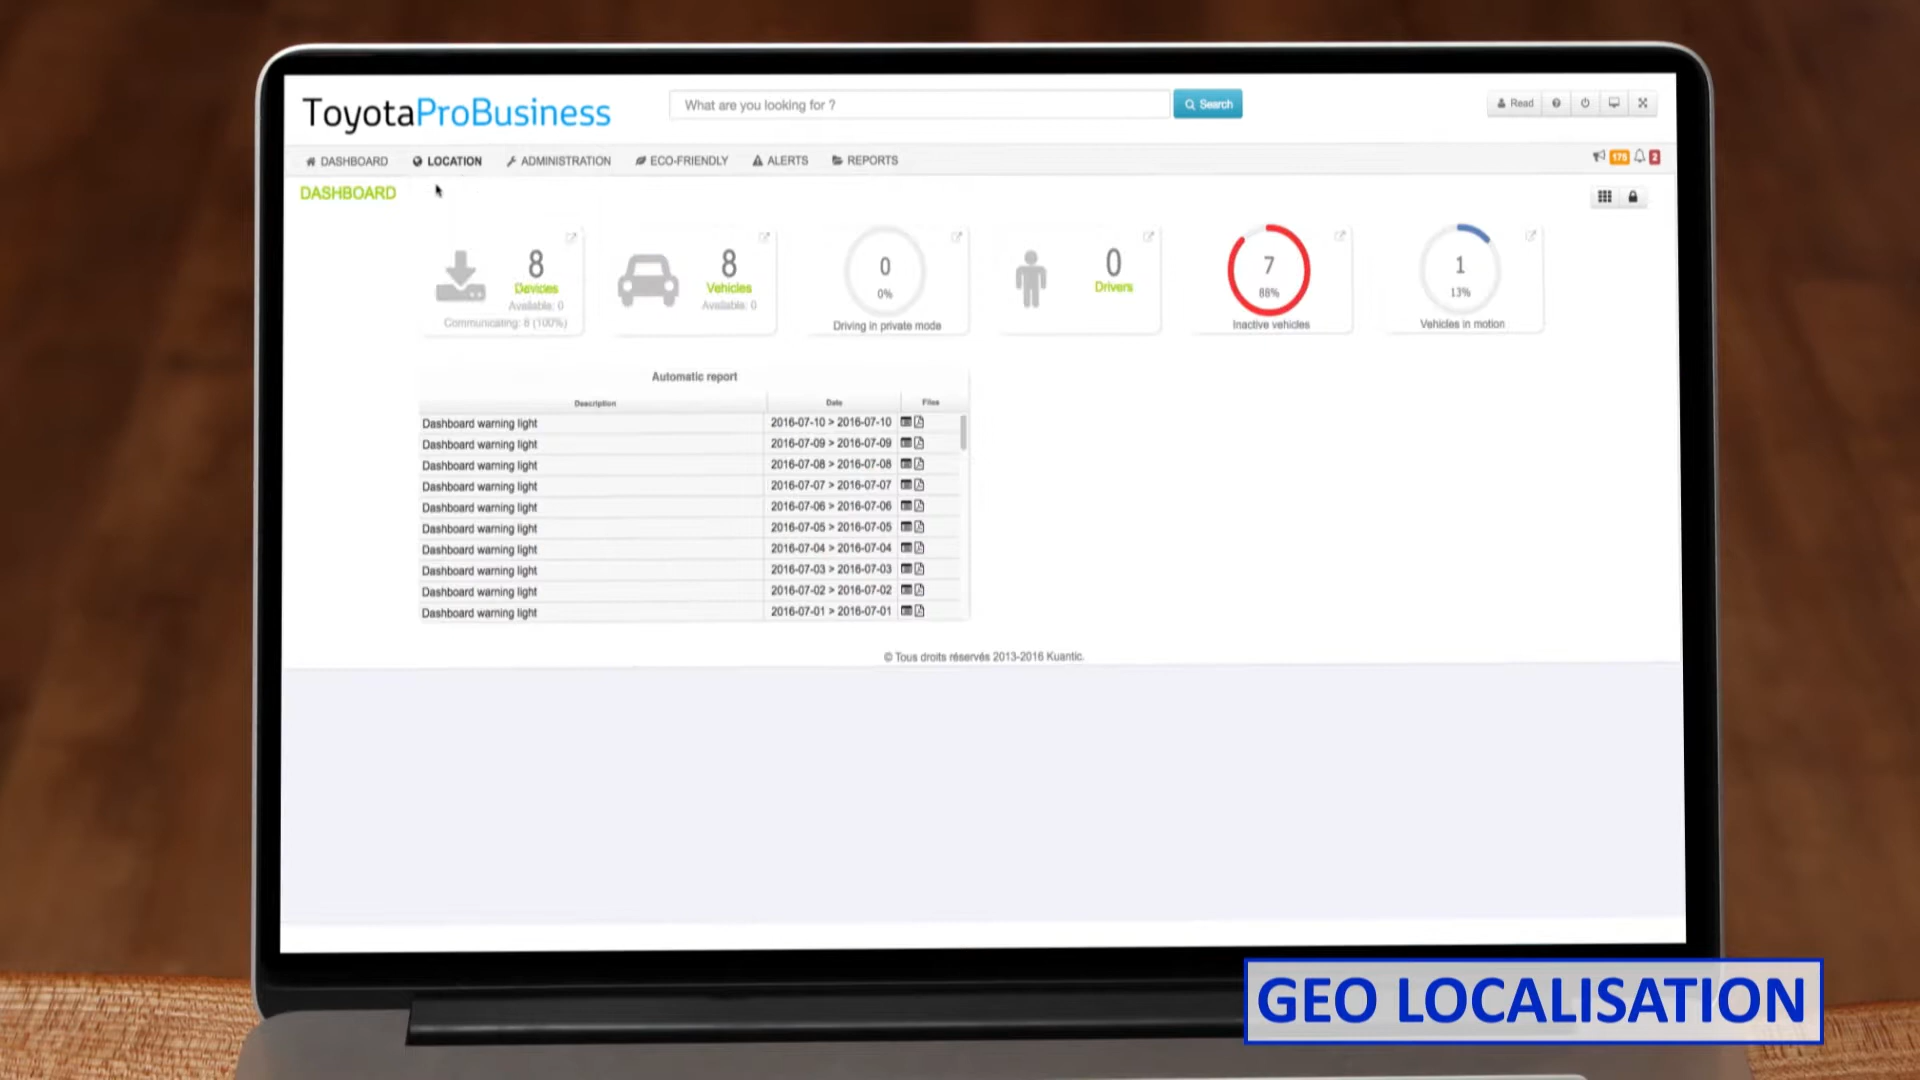 ToyotaProBusiness
What are you looking for ?
Search
Read
DASHBOARD
LOCATION
ADMINISTRATION
ECO-FRIENDLY
ALERTS
REPORTS
175
2
DASHBOARD
8
Devices
Available: 0
Communicating: 8 (100%)
8
Vehicles
Available: 0
0
0%
Driving in private mode
0
Drivers
7
88%
Inactive vehicles
1
13%
Vehicles in motion
Automatic report
Description Date Files
Dashboard warning light 2016-07-10 > 2016-07-10
Dashboard warning light 2016-07-09 > 2016-07-09
Dashboard warning light 2016-07-08 > 2016-07-08
Dashboard warning light 2016-07-07 > 2016-07-07
Dashboard warning light 2016-07-06 > 2016-07-06
Dashboard warning light 2016-07-05 > 2016-07-05
Dashboard warning light 2016-07-04 > 2016-07-04
Dashboard warning light 2016-07-03 > 2016-07-03
Dashboard warning light 2016-07-02 > 2016-07-02
Dashboard warning light 2016-07-01 > 2016-07-01
© Tous droits réservés 2013-2016 Kuantic.
GEO LOCALISATION